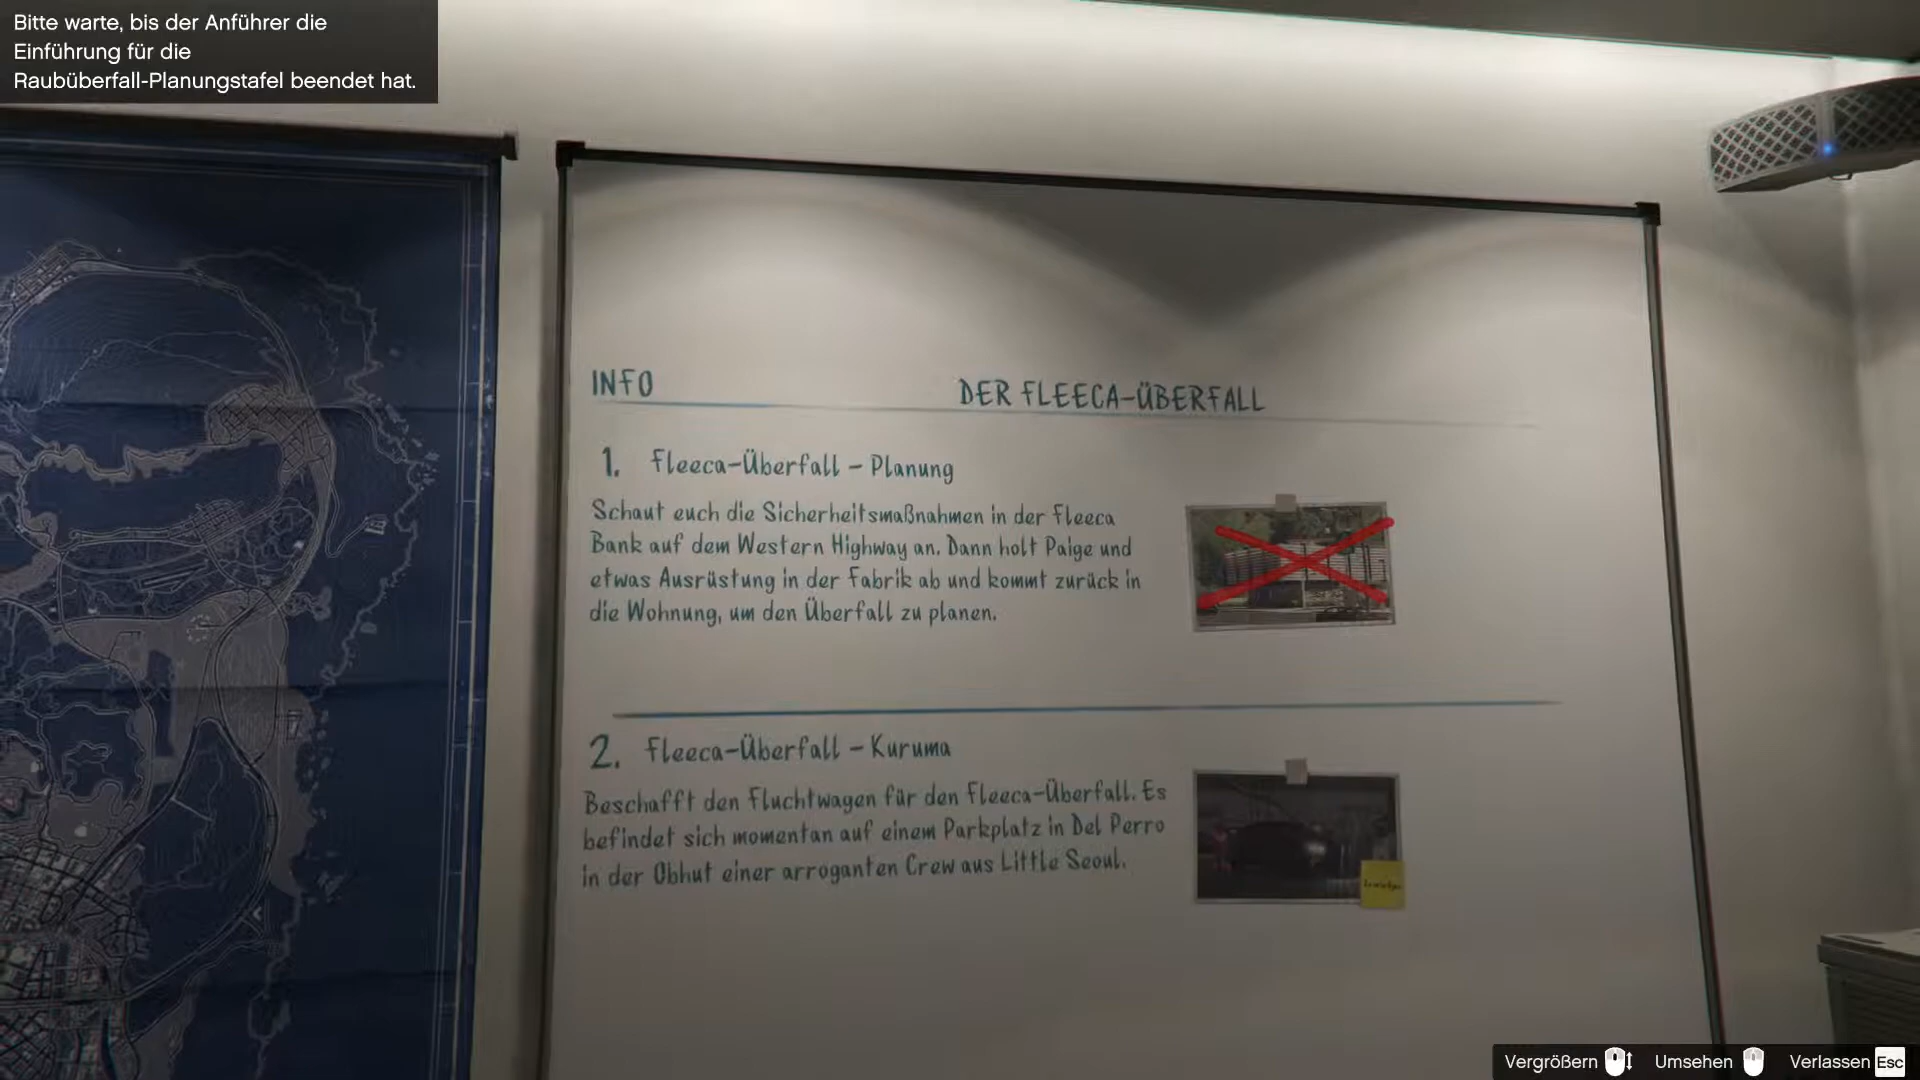 Bitte warte, bis der Anführer die
Einführung für die
Raubüberfall-Planungstafel beendet hat.
INFO
DER FLEECA-ÜBERFALL
1. Fleeca-Überfall – Planung
Schaut euch die Sicherheitsmaßnahmen in der Fleeca
Bank auf dem Western Highway an. Dann holt Paige und
etwas Ausrüstung in der Fabrik ab und kommt zurück in
die Wohnung, um den Überfall zu planen.
2. Fleeca-Überfall – Kuruma
Beschafft den Fluchtwagen für den Fleeca-Überfall. Es
befindet sich momentan auf einem Parkplatz in Del Perro
in der Obhut einer arroganten Crew aus Little Seoul.
Vergrößern Umsehen Verlassen Esc